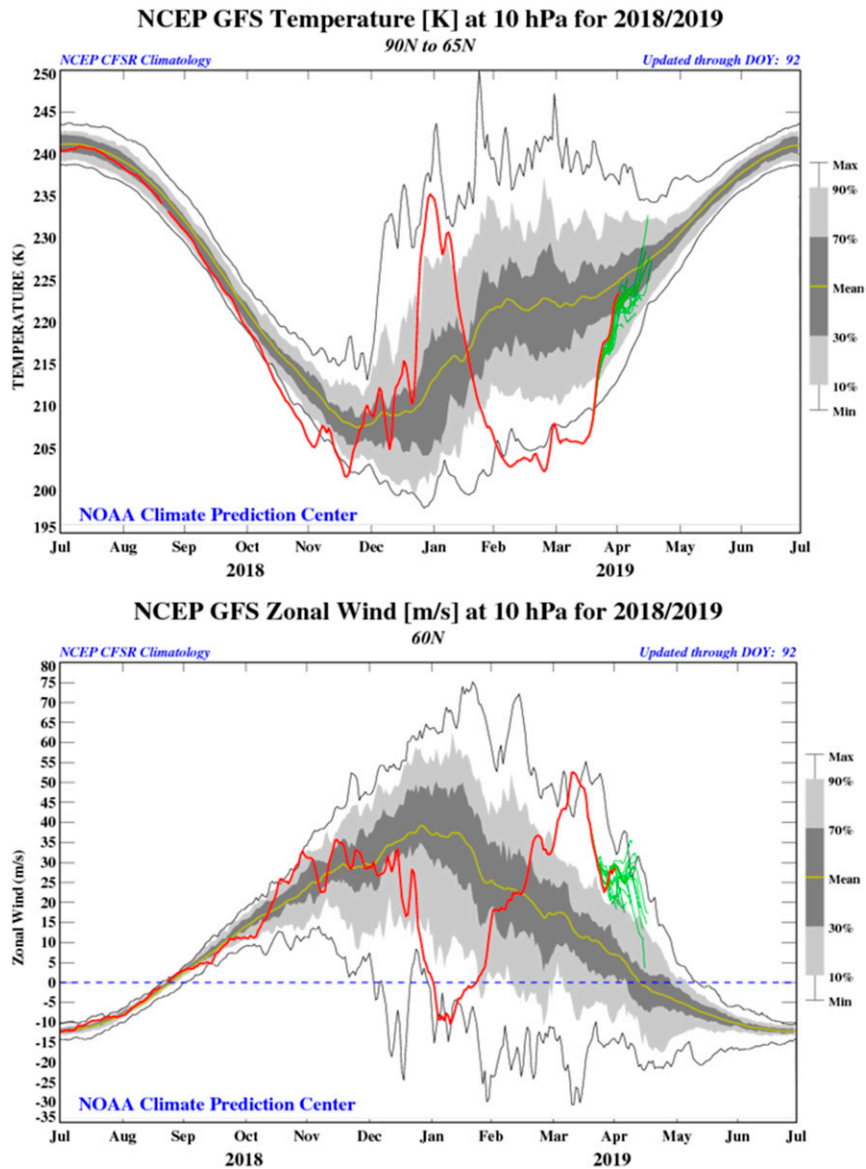 NCEP GFS Temperature [K] at 10 hPa for 2018/2019
90N to 65N
NCEP CFSR Climatology
Updated through DOY: 92
250
245
240
235
230
225
220
215
210
205
200
195
TEMPERATURE (K)
Max
90%
70%
Mean
30%
10%
Min
NOAA Climate Prediction Center
Jul Aug Sep Oct Nov Dec Jan Feb Mar Apr May Jun Jul
2018 2019
NCEP GFS Zonal Wind [m/s] at 10 hPa for 2018/2019
60N
NCEP CFSR Climatology
Updated through DOY: 92
80
75
70
65
60
55
50
45
40
35
30
25
20
15
10
5
0
-5
-10
-15
-20
-25
-30
-35
Zonal Wind (m/s)
Max
90%
70%
Mean
30%
10%
Min
NOAA Climate Prediction Center
Jul Aug Sep Oct Nov Dec Jan Feb Mar Apr May Jun Jul
2018 2019